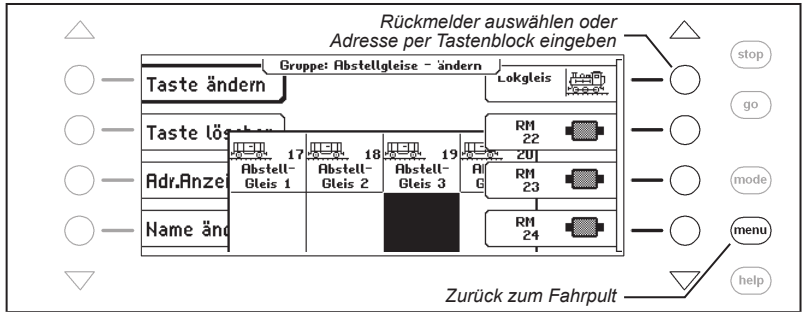 Rückmelder auswählen oder
Adresse per Tastenblock eingeben
stop
Gruppe: Abstellgleise - ändern
Taste ändern
Lokgleis
go
Taste
RM
22
17
18
19
20
Abstell-
Gleis 1
Abstell-
Gleis 2
Abstell-
Gleis 3
Adr.Anzei
RM
23
mode
Name än
RM
24
menu
Zurück zum Fahrpult
help